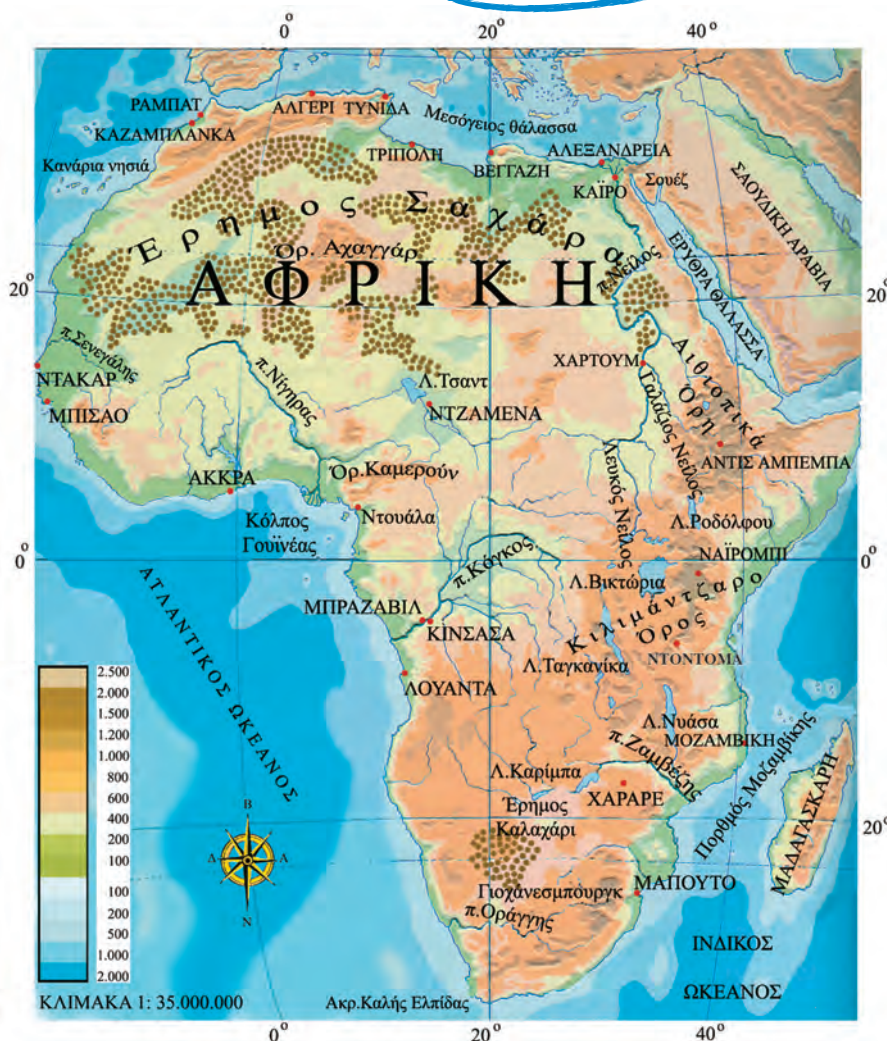 0°
20°
40°
ΡΑΜΠΑΤ
ΚΑΖΑΜΠΛΑΝΚΑ
ΑΛΓΕΡΙ
ΤΥΝΙΔΑ
Μεσόγειος θάλασσα
Κανάρια νησιά
ΤΡΙΠΟΛΗ
ΒΕΓΓΑΖΗ
ΑΛΕΞΑΝΔΡΕΙΑ
ΚΑΪΡΟ
Σουέζ
ΣΑΟΥΔΙΚΗ ΑΡΑΒΙΑ
Έρημος Σαχάρα
Όρ. Αχαγγάρ
ΑΦΡΙΚΗ
π.Νείλος
ΕΡΥΘΡΑ ΘΑΛΑΣΣΑ
20°
π.Σενεγάλης
ΝΤΑΚΑΡ
ΜΠΙΣΑΟ
π.Νίγηρας
Λ.Τσαντ
ΝΤΖΑΜΕΝΑ
ΧΑΡΤΟΥΜ
Αιθιοπικά
Όρη
Γαλάζιος Νείλος
ΑΝΤΙΣ ΑΜΠΕΜΠΑ
ΑΚΚΡΑ
Όρ.Καμερούν
Λευκός Νείλος
Κόλπος
Γουϊνέας
Ντουάλα
Λ.Ροδόλφου
ΝΑΪΡΟΜΠΙ
0°
0°
ΑΤΛΑΝΤΙΚΟΣ ΩΚΕΑΝΟΣ
π.Κάγκος
Λ.Βικτώρια
Κιλιμάντζαρο
Όρος
ΜΠΡΑΖΑΒΙΛ
ΚΙΝΣΑΣΑ
ΝΤΟΝΤΟΜΑ
Λ.Ταγκανίκα
ΛΟΥΑΝΤΑ
Λ.Νυάσα
ΜΟΖΑΜΒΙΚΗ
π.Ζαμβέζης
Πορθμός Μοζαμβίκης
Λ.Καρίμπα
ΧΑΡΑΡΕ
ΜΑΔΑΓΑΣΚΑΡΗ
Έρημος
Καλαχάρι
20°
Γιοχάνεσμπουργκ
ΜΑΠΟΥΤΟ
π.Οράγγης
ΙΝΔΙΚΟΣ
ΩΚΕΑΝΟΣ
2.500
2.000
1.500
1.200
1.000
800
600
400
200
100
100
200
500
1.000
2.000
Β
Δ
Α
Ν
ΚΛΙΜΑΚΑ 1: 35.000.000
Ακρ.Καλής Ελπίδας
0°
20°
40°